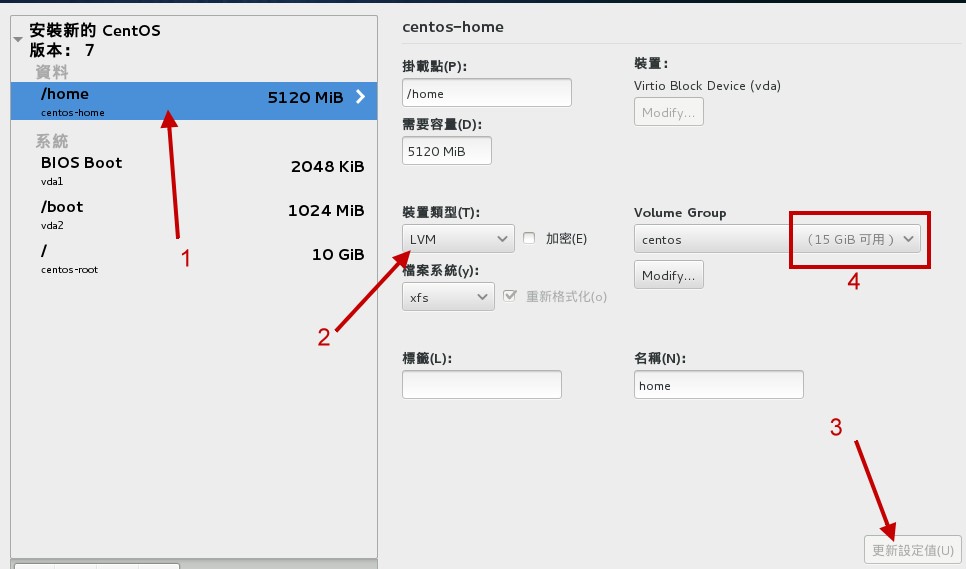 安裝新的 CentOS
版本： 7
資料
/home 5120 MiB
centos-home
系統
BIOS Boot 2048 KiB
vda1
/boot 1024 MiB
vda2
/ 10 GiB
centos-root
1
centos-home
掛載點(P):
/home
需要容量(D):
5120 MiB
裝置：
Virtio Block Device (vda)
Modify...
裝置類型(T):
LVM 加密(E)
檔案系統(y):
xfs 重新格式化(o)
2
Volume Group
centos （15 GiB 可用 ）
Modify...
4
標籤(L):
名稱(N):
home
3
更新設定值(U)